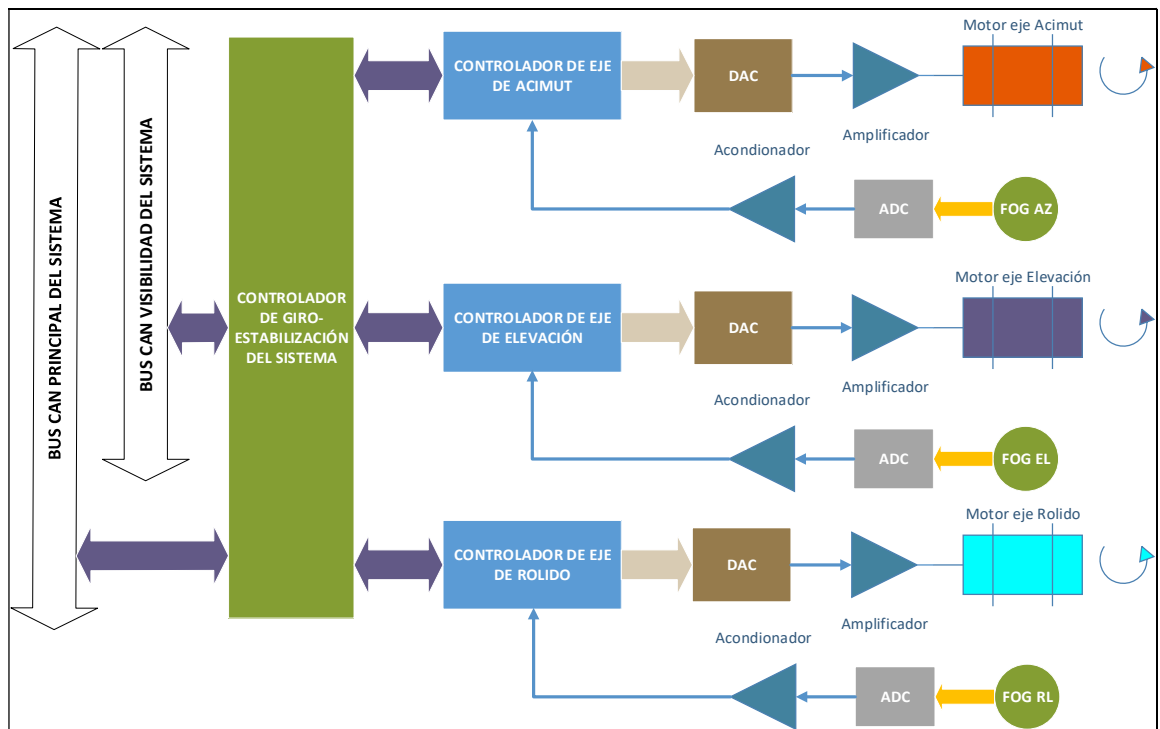 BUS CAN PRINCIPAL DEL SISTEMA
BUS CAN VISIBILIDAD DEL SISTEMA
CONTROLADOR
DE GIRO-
ESTABILIZACIÓN
DEL SISTEMA
CONTROLADOR DE EJE
DE ACIMUT
DAC
Amplificador
Motor eje Acimut
Acondionador
ADC
FOG AZ
CONTROLADOR DE EJE
DE ELEVACIÓN
DAC
Amplificador
Motor eje Elevación
Acondionador
ADC
FOG EL
CONTROLADOR DE EJE
DE ROLIDO
DAC
Amplificador
Motor eje Rolido
Acondionador
ADC
FOG RL